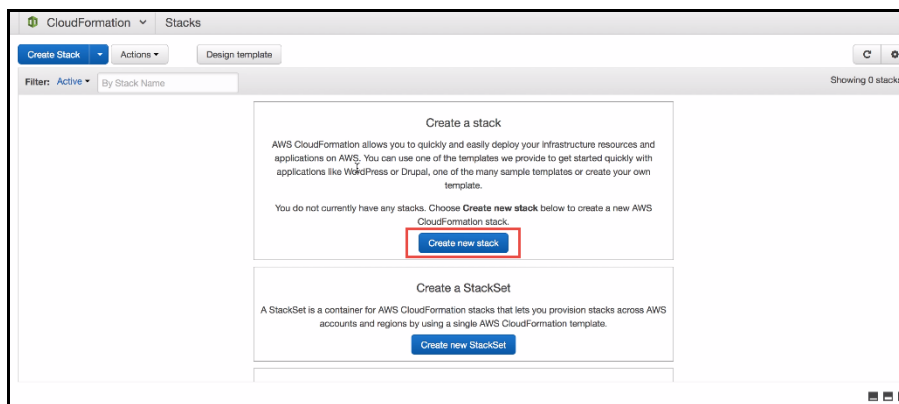 CloudFormation Stacks
Create Stack Actions Design template
Filter: Active By Stack Name Showing 0 stacks
Create a stack
AWS CloudFormation allows you to quickly and easily deploy your infrastructure resources and
applications on AWS. You can use one of the templates we provide to get started quickly with
applications like WordPress or Drupal, one of the many sample templates or create your own
template.
You do not currently have any stacks. Choose Create new stack below to create a new AWS
CloudFormation stack.
Create new stack
Create a StackSet
A StackSet is a container for AWS CloudFormation stacks that lets you provision stacks across AWS
accounts and regions by using a single AWS CloudFormation template.
Create new StackSet